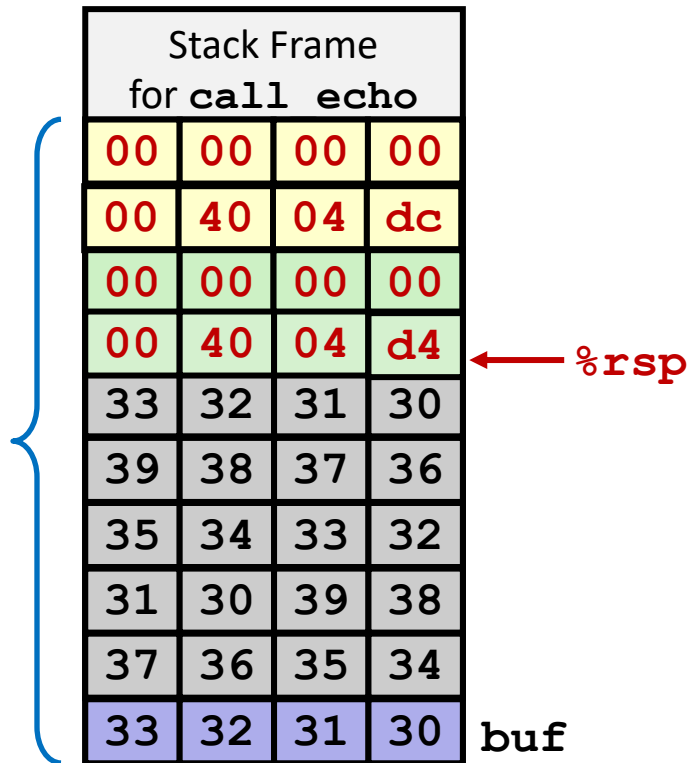 Stack Frame
for call echo
00 00 00 00
00 40 04 dc
00 00 00 00
00 40 04 d4
%rsp
33 32 31 30
39 38 37 36
35 34 33 32
31 30 39 38
37 36 35 34
33 32 31 30 buf